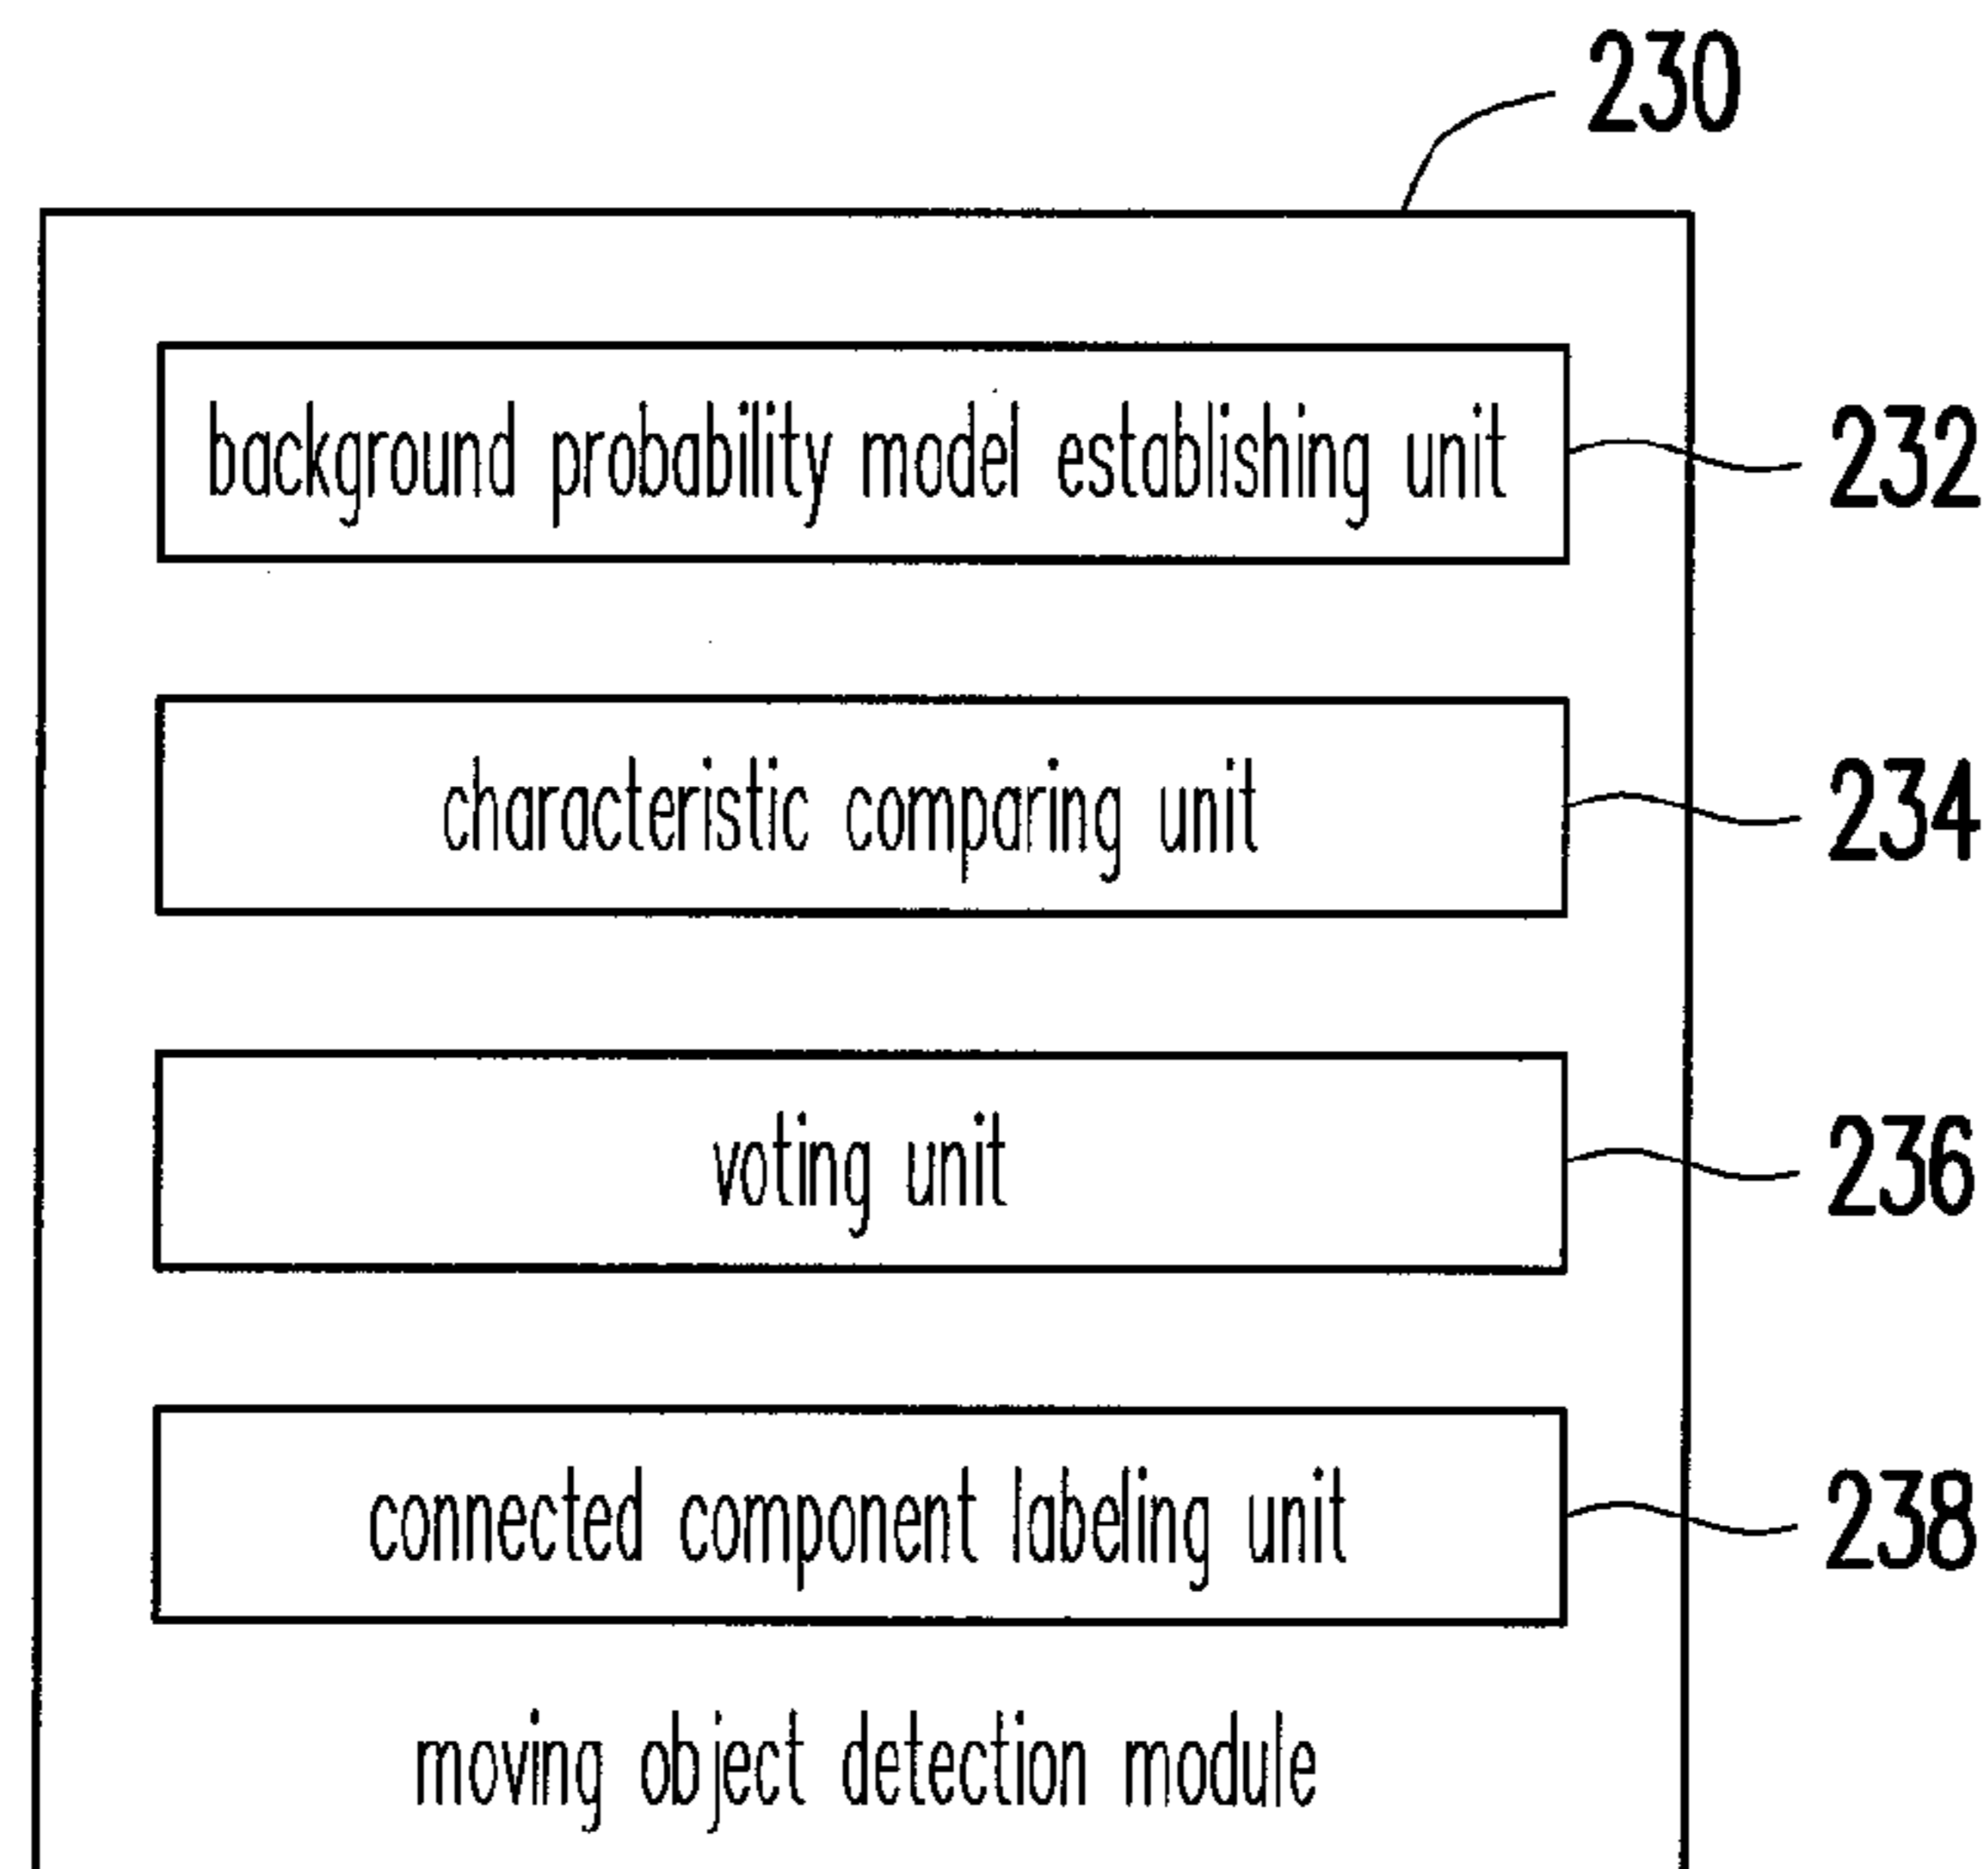 230
background probability model establishing unit
232
characteristic comparing unit
234
voting unit
236
connected component labeling unit
238
moving object detection module